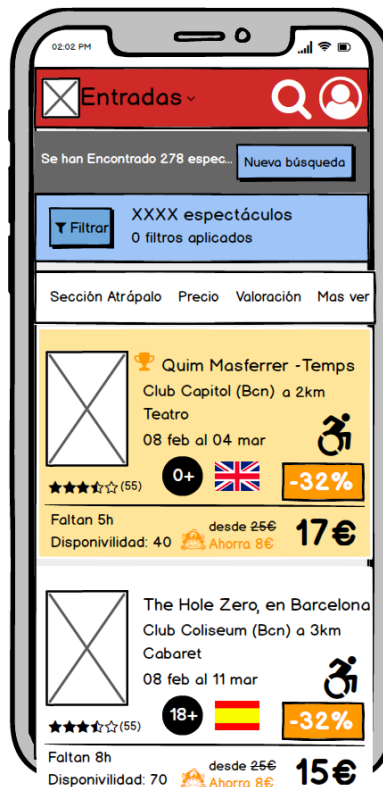 02:02 PM
Entradas
Se han Encontrado 278 espec... Nueva búsqueda
Filtrar
XXXX espectáculos
0 filtros aplicados
Sección Atrápalo Precio Valoración Mas ver
Quim Masferrer -Temps
Club Capitol (Bcn) a 2km
Teatro
08 feb al 04 mar
(55) 0+ -32%
Faltan 5h
Disponivilidad: 40
desde 25€
Ahorra 8€
17€
The Hole Zero, en Barcelona
Club Coliseum (Bcn) a 3km
Cabaret
08 feb al 11 mar
(55) 18+ -32%
Faltan 8h
Disponivilidad: 70
desde 25€
Ahorra 8€
15€